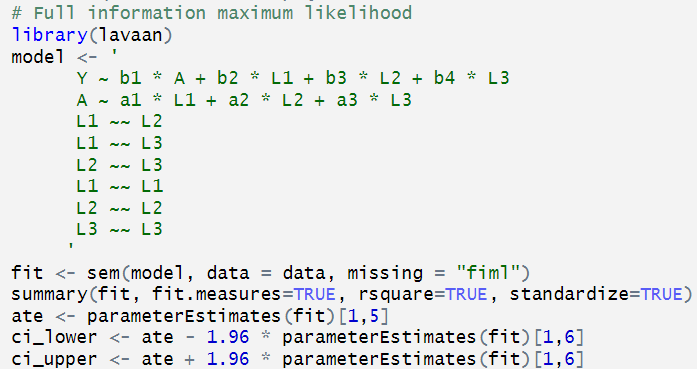 # Full information maximum likelihood
library(lavaan)
model <- '
Y ~ b1 * A + b2 * L1 + b3 * L2 + b4 * L3
A ~ a1 * L1 + a2 * L2 + a3 * L3
L1 ~~ L2
L1 ~~ L3
L2 ~~ L3
L1 ~~ L1
L2 ~~ L2
L3 ~~ L3
'
fit <- sem(model, data = data, missing = "fiml")
summary(fit, fit.measures=TRUE, rsquare=TRUE, standardize=TRUE)
ate <- parameterEstimates(fit)[1,5]
ci_lower <- ate - 1.96 * parameterEstimates(fit)[1,6]
ci_upper <- ate + 1.96 * parameterEstimates(fit)[1,6]